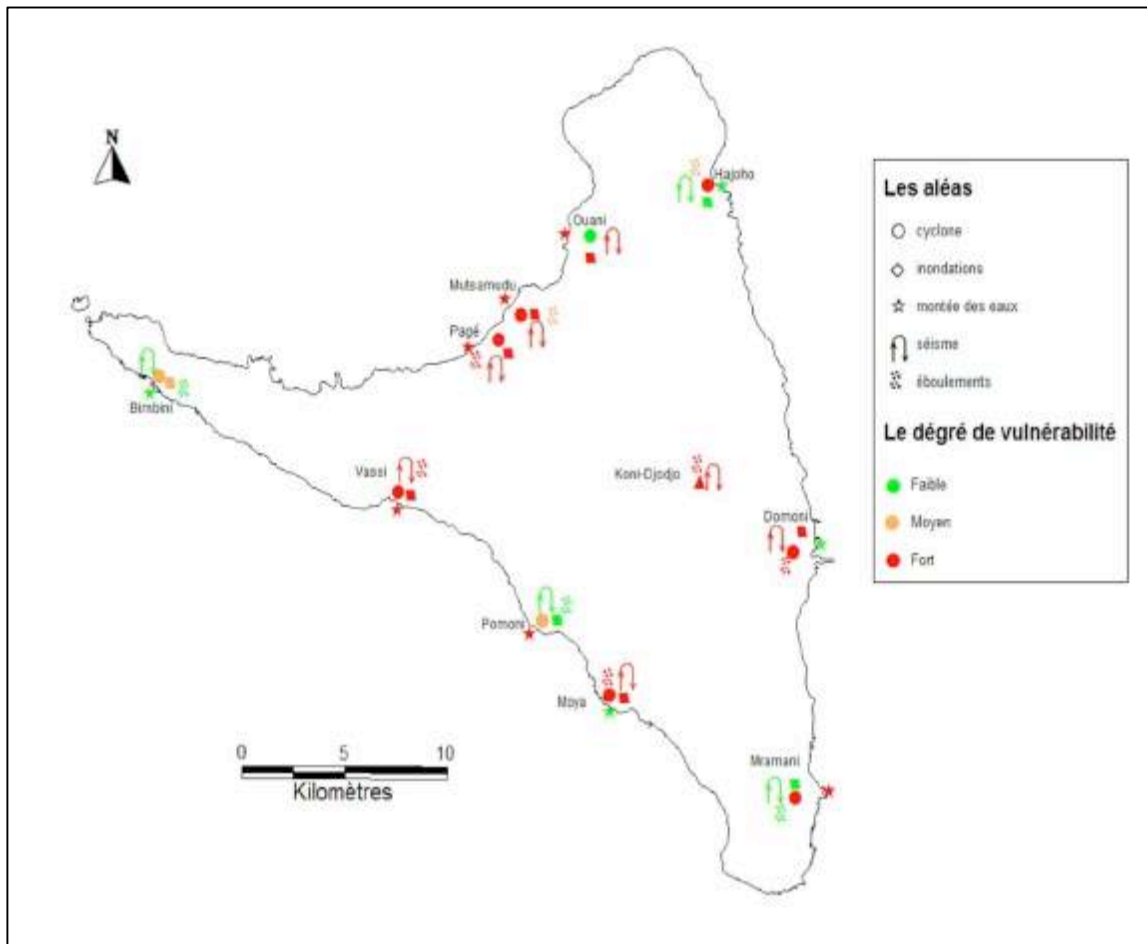 N
Hajoho
Ouani
Mutsamudu
Pagé
Bimbini
Vassi
Koni-Djodjo
Domoni
Pomoni
Moya
Mramani
0 5 10
Kilomètres
Les aléas
cyclone
inondations
montée des eaux
séisme
éboulements
Le dégré de vulnérabilité
Faible
Moyen
Fort